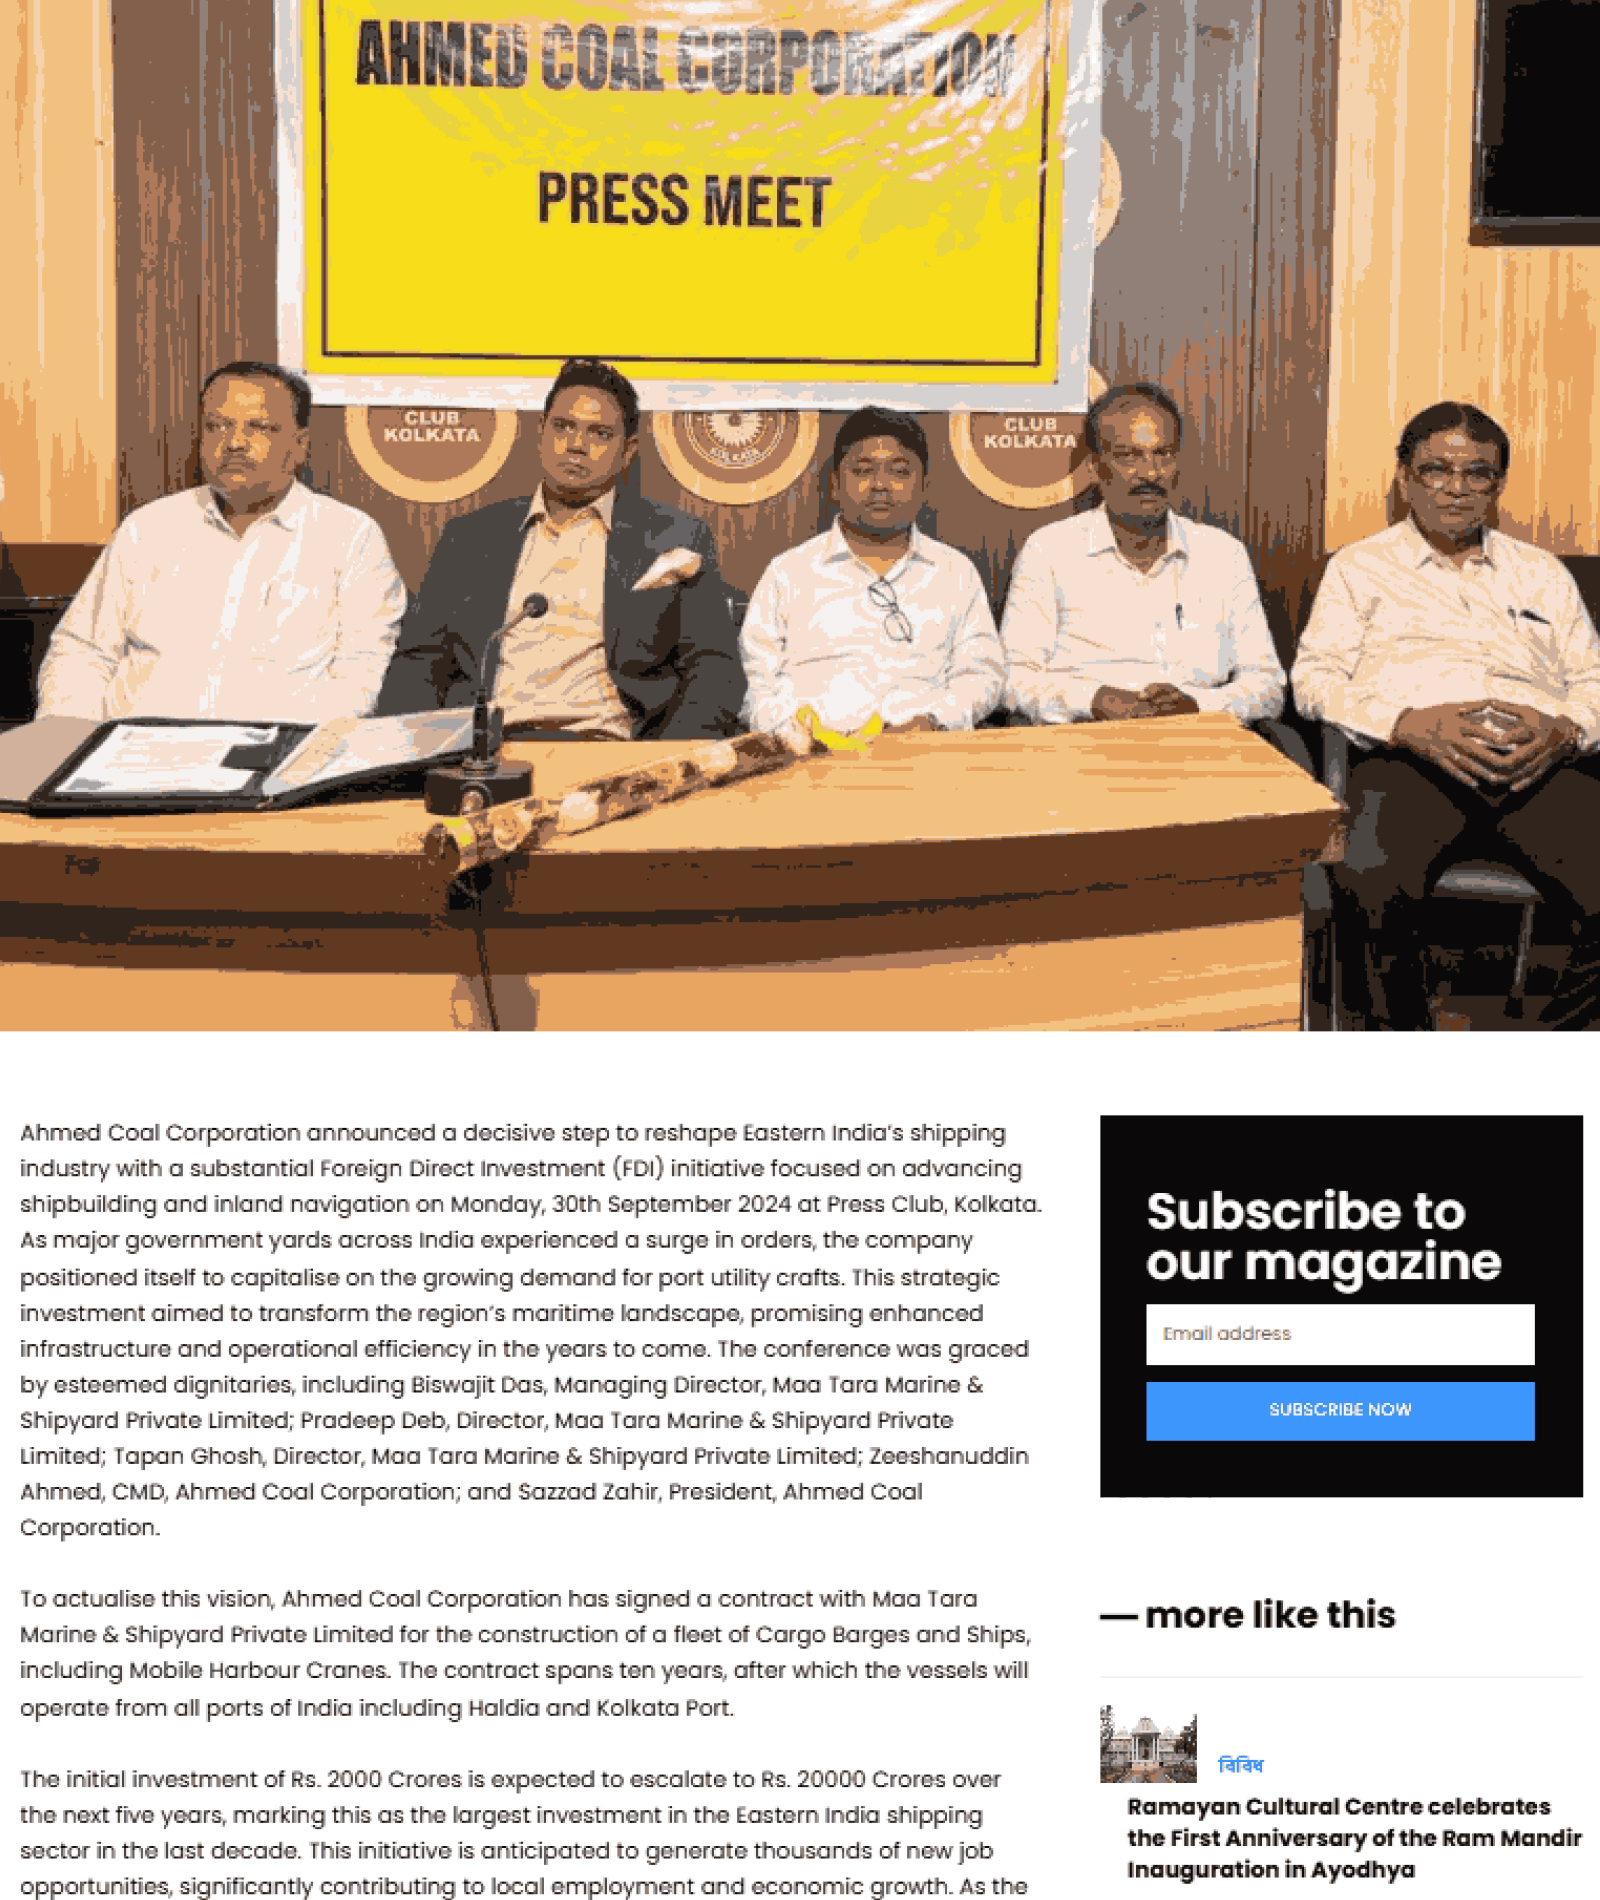 AHMED COAL CORPORATION
PRESS MEET
CLUB
KOLKATA
KOLKATA
CLUB
KOLKATA
Ahmed Coal Corporation announced a decisive step to reshape Eastern India's shipping
industry with a substantial Foreign Direct Investment (FDI) initiative focused on advancing
shipbuilding and inland navigation on Monday, 30th September 2024 at Press Club, Kolkata.
As major government yards across India experienced a surge in orders, the company
positioned itself to capitalise on the growing demand for port utility crafts. This strategic
investment aimed to transform the region's maritime landscape, promising enhanced
infrastructure and operational efficiency in the years to come. The conference was graced
by esteemed dignitaries, including Biswajit Das, Managing Director, Maa Tara Marine &
Shipyard Private Limited; Pradeep Deb, Director, Maa Tara Marine & Shipyard Private
Limited; Tapan Ghosh, Director, Maa Tara Marine & Shipyard Private Limited; Zeeshanuddin
Ahmed, CMD, Ahmed Coal Corporation; and Sazzad Zahir, President, Ahmed Coal
Corporation.
To actualise this vision, Ahmed Coal Corporation has signed a contract with Maa Tara
Marine & Shipyard Private Limited for the construction of a fleet of Cargo Barges and Ships,
including Mobile Harbour Cranes. The contract spans ten years, after which the vessels will
operate from all ports of India including Haldia and Kolkata Port.
The initial investment of Rs. 2000 Crores is expected to escalate to Rs. 20000 Crores over
the next five years, marking this as the largest investment in the Eastern India shipping
sector in the last decade. This initiative is anticipated to generate thousands of new job
opportunities, significantly contributing to local employment and economic growth. As the
Subscribe to
our magazine
Email address
SUBSCRIBE NOW
— more like this
विविध
Ramayan Cultural Centre celebrates
the First Anniversary of the Ram Mandir
Inauguration in Ayodhya